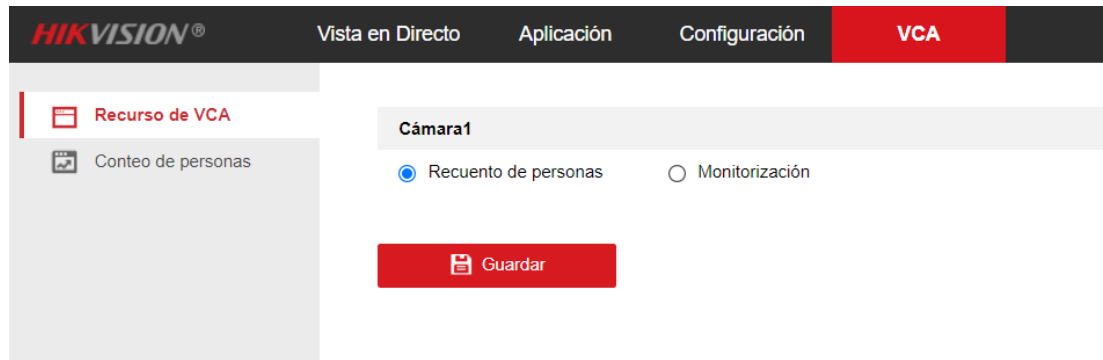 HIKVISION® Vista en Directo Aplicación Configuración VCA
Recurso de VCA
Conteo de personas
Cámara1
Recuento de personas Monitorización
Guardar